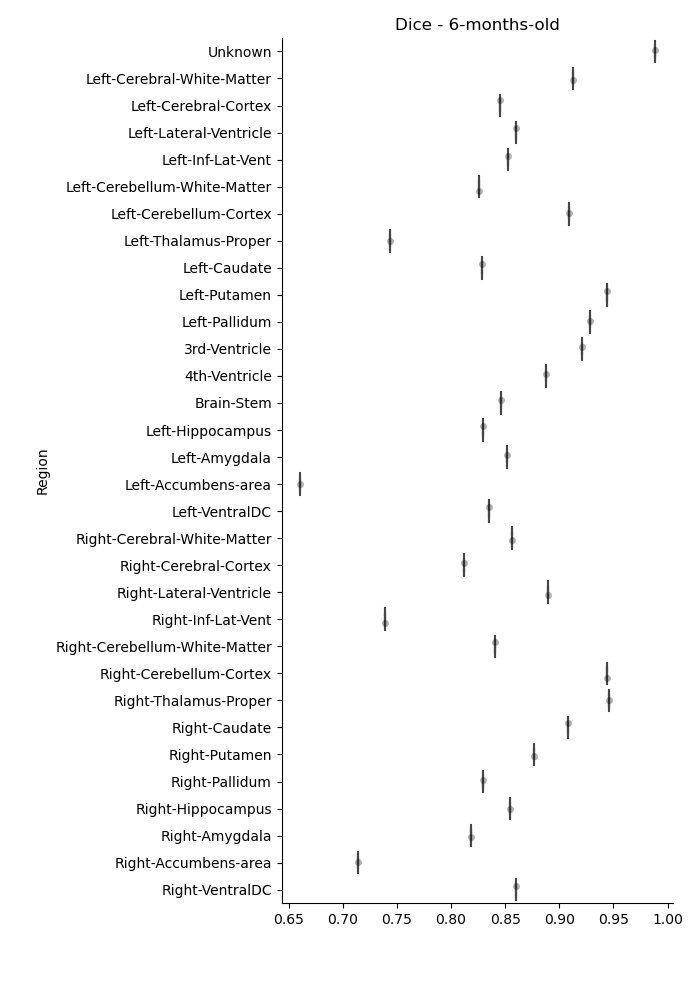 Dice - 6-months-old
Unknown
Left-Cerebral-White-Matter
Left-Cerebral-Cortex
Left-Lateral-Ventricle
Left-Inf-Lat-Vent
Left-Cerebellum-White-Matter
Left-Cerebellum-Cortex
Left-Thalamus-Proper
Left-Caudate
Left-Putamen
Left-Pallidum
3rd-Ventricle
4th-Ventricle
Brain-Stem
Left-Hippocampus
Left-Amygdala
Left-Accumbens-area
Left-VentralDC
Right-Cerebral-White-Matter
Right-Cerebral-Cortex
Right-Lateral-Ventricle
Right-Inf-Lat-Vent
Right-Cerebellum-White-Matter
Right-Cerebellum-Cortex
Right-Thalamus-Proper
Right-Caudate
Right-Putamen
Right-Pallidum
Right-Hippocampus
Right-Amygdala
Right-Accumbens-area
Right-VentralDC
Region
0.65 0.70 0.75 0.80 0.85 0.90 0.95 1.00